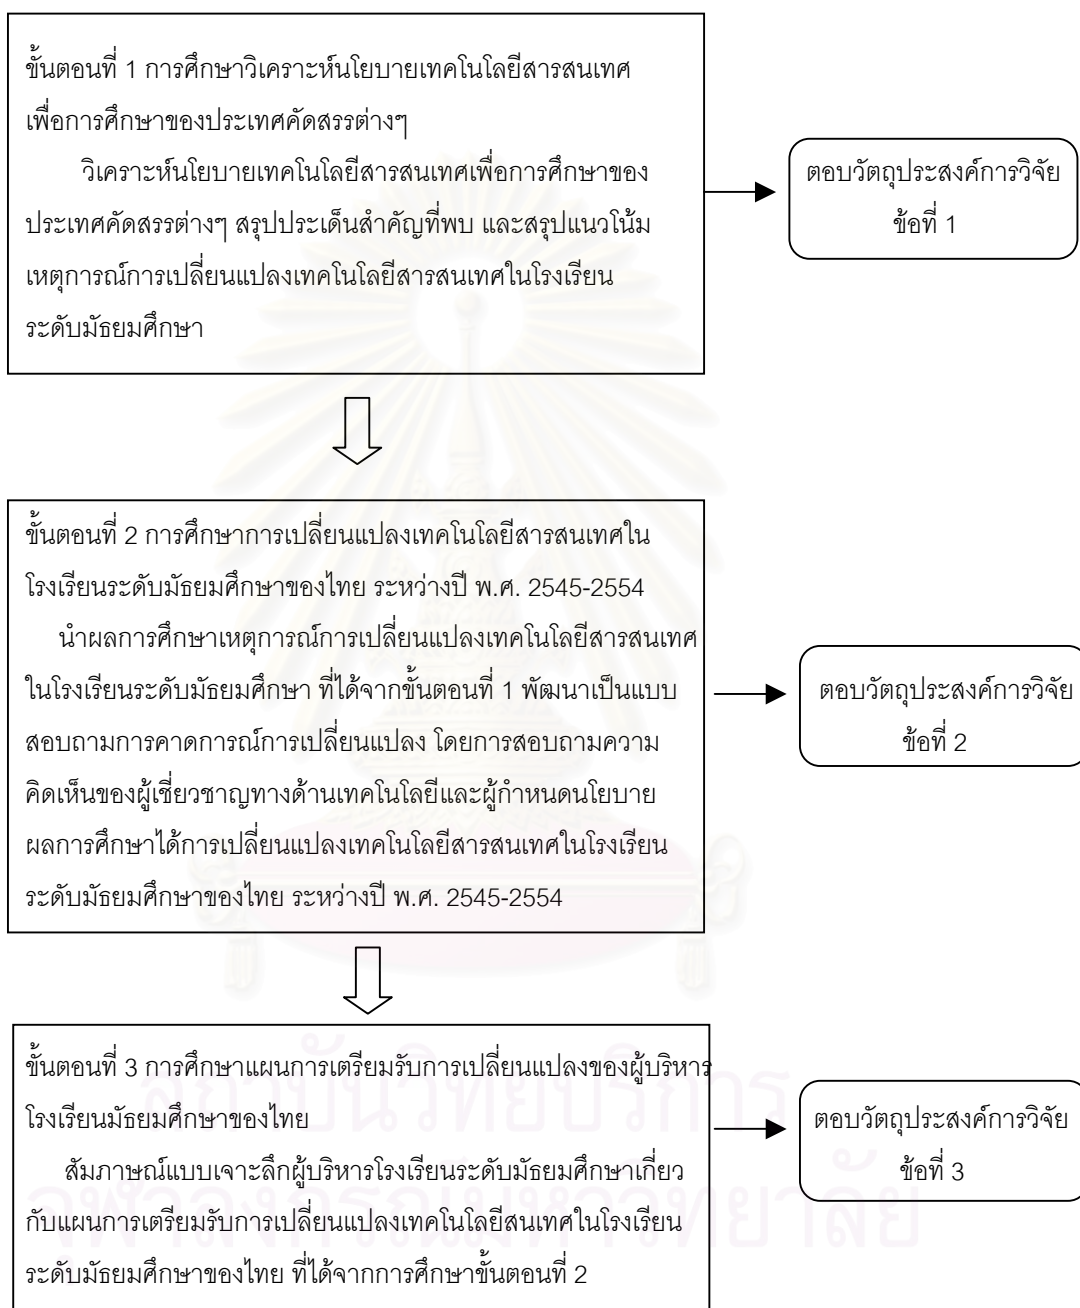 ขั้นตอนที่ 1 การศึกษาวิเคราะห์นโยบายเทคโนโลยีสารสนเทศ
เพื่อการศึกษาของประเทศคัดสรรต่างๆ
วิเคราะห์นโยบายเทคโนโลยีสารสนเทศเพื่อการศึกษาของ
ประเทศคัดสรรต่างๆ สรุปประเด็นสำคัญที่พบ และสรุปแนวโน้ม
เหตุการณ์การเปลี่ยนแปลงเทคโนโลยีสารสนเทศในโรงเรียน
ระดับมัธยมศึกษา
ตอบวัตถุประสงค์การวิจัย
ข้อที่ 1
ขั้นตอนที่ 2 การศึกษาการเปลี่ยนแปลงเทคโนโลยีสารสนเทศใน
โรงเรียนระดับมัธยมศึกษาของไทย ระหว่างปี พ.ศ. 2545-2554
นำผลการศึกษาเหตุการณ์การเปลี่ยนแปลงเทคโนโลยีสารสนเทศ
ในโรงเรียนระดับมัธยมศึกษา ที่ได้จากขั้นตอนที่ 1 พัฒนาเป็นแบบ
สอบถามการคาดการณ์การเปลี่ยนแปลง โดยการสอบถามความ
คิดเห็นของผู้เชี่ยวชาญทางด้านเทคโนโลยีและผู้กำหนดนโยบาย
ผลการศึกษาได้การเปลี่ยนแปลงเทคโนโลยีสารสนเทศในโรงเรียน
ระดับมัธยมศึกษาของไทย ระหว่างปี พ.ศ. 2545-2554
ตอบวัตถุประสงค์การวิจัย
ข้อที่ 2
ขั้นตอนที่ 3 การศึกษาแผนการเตรียมรับการเปลี่ยนแปลงของผู้บริหาร
โรงเรียนมัธยมศึกษาของไทย
สัมภาษณ์แบบเจาะลึกผู้บริหารโรงเรียนระดับมัธยมศึกษาเกี่ยว
กับแผนการเตรียมรับการเปลี่ยนแปลงเทคโนโลยีสนเทศในโรงเรียน
ระดับมัธยมศึกษาของไทย ที่ได้จากการศึกษาขั้นตอนที่ 2
ตอบวัตถุประสงค์การวิจัย
ข้อที่ 3
สถาบันวิทยบริการ
จุฬาลงกรณ์มหาวิทยาลัย